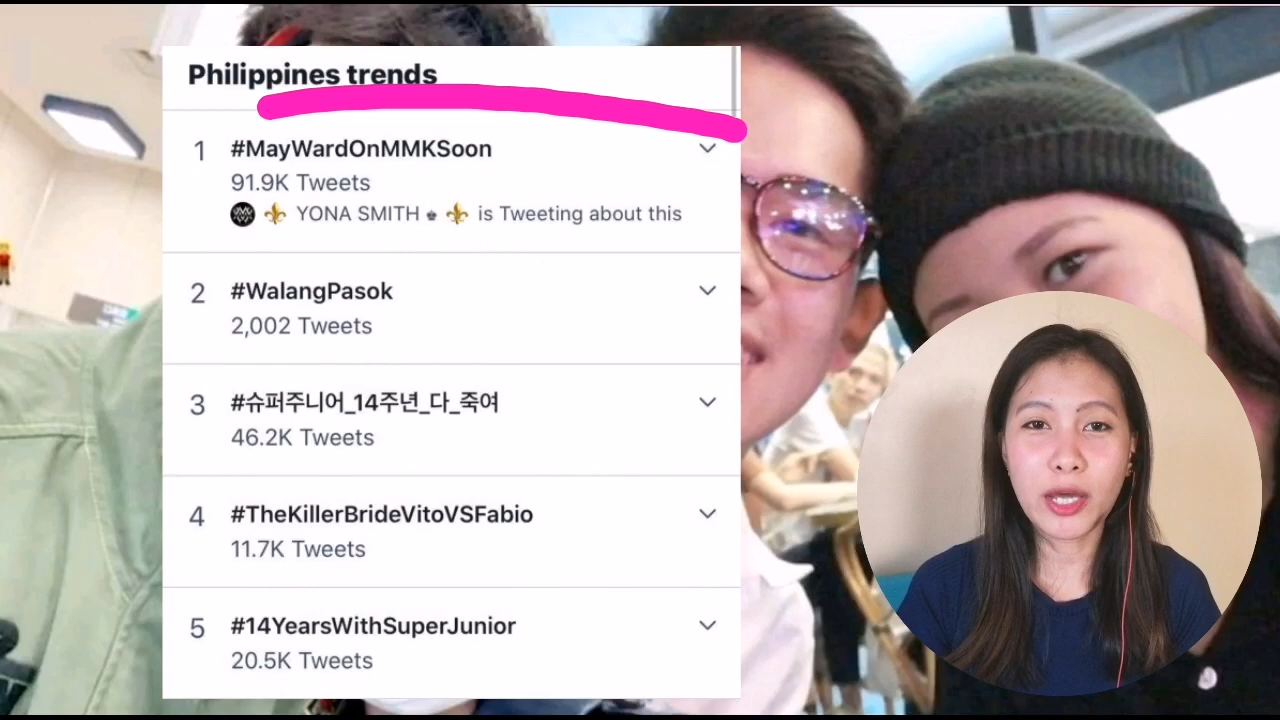 Philippines trends
1
#MayWardOnMMKSoon
91.9K Tweets
YONA SMITH is Tweeting about this
2
#WalangPasok
2,002 Tweets
3
#슈퍼주니어_14주년_다_죽여
46.2K Tweets
4
#TheKillerBrideVitoVSFabio
11.7K Tweets
5
#14YearsWithSuperJunior
20.5K Tweets